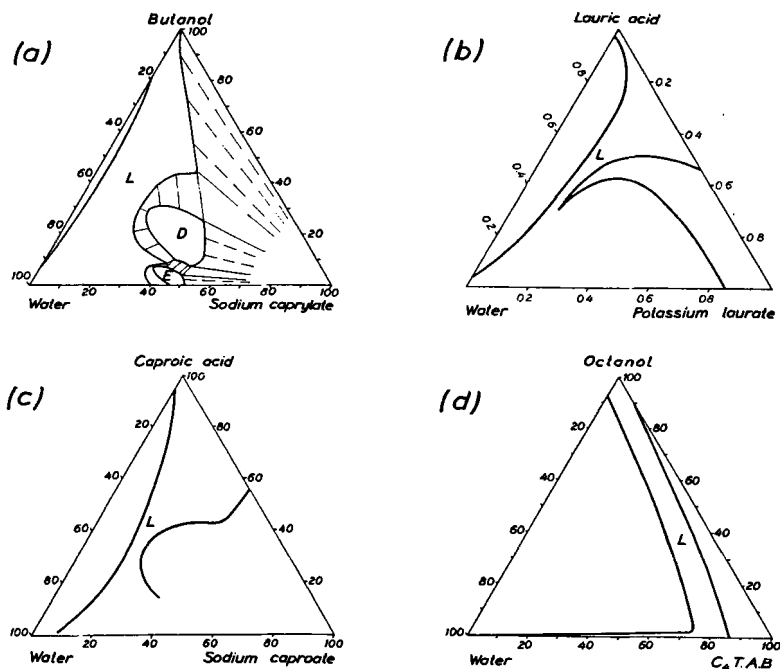 (a)
Butanol
100
20 80
40 60
L
60 40
80 D 20
E
100
Water 20 40 60 Sodium caprylate 100
(b)
Lauric acid
0.8 0.2
0.6 0.4
L
0.4 0.6
0.2 0.8
Water 0.2 0.4 0.6 0.8
Potassium laurate
(c)
Caproic acid
100
20 80
40 60
L
60 40
80 20
100
Water 20 40 60 80 100
Sodium caproate
(d)
Octanol
100
20 80
40 60
L
60 40
80 20
100
Water 20 40 60 80 100
C₄T.A.B